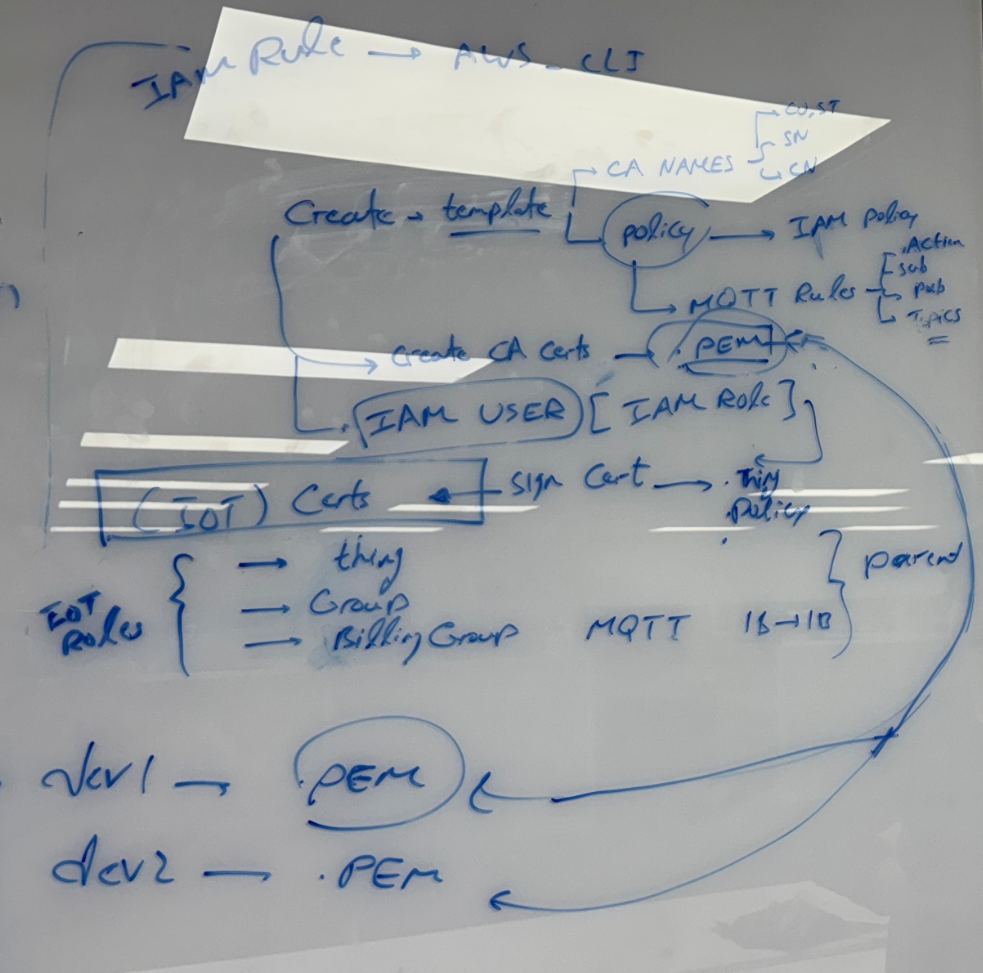 IAM Rule → AWS - CLI
CO, ST
SN
CA NAMES
CN
Create → template
policy → IAM policy
.Action
sub
MQTT Rules
pub
Topics
create CA Certs → .PEM
.IAM USER [IAM Role]
(IOT) Certs ← sign Cert → .Thing
.Policy
→ thing
parent
IOT Rules
→ Group
→ Billing Group
MQTT 1B→1B
dev1 → .PEM
dev2 → .PEM